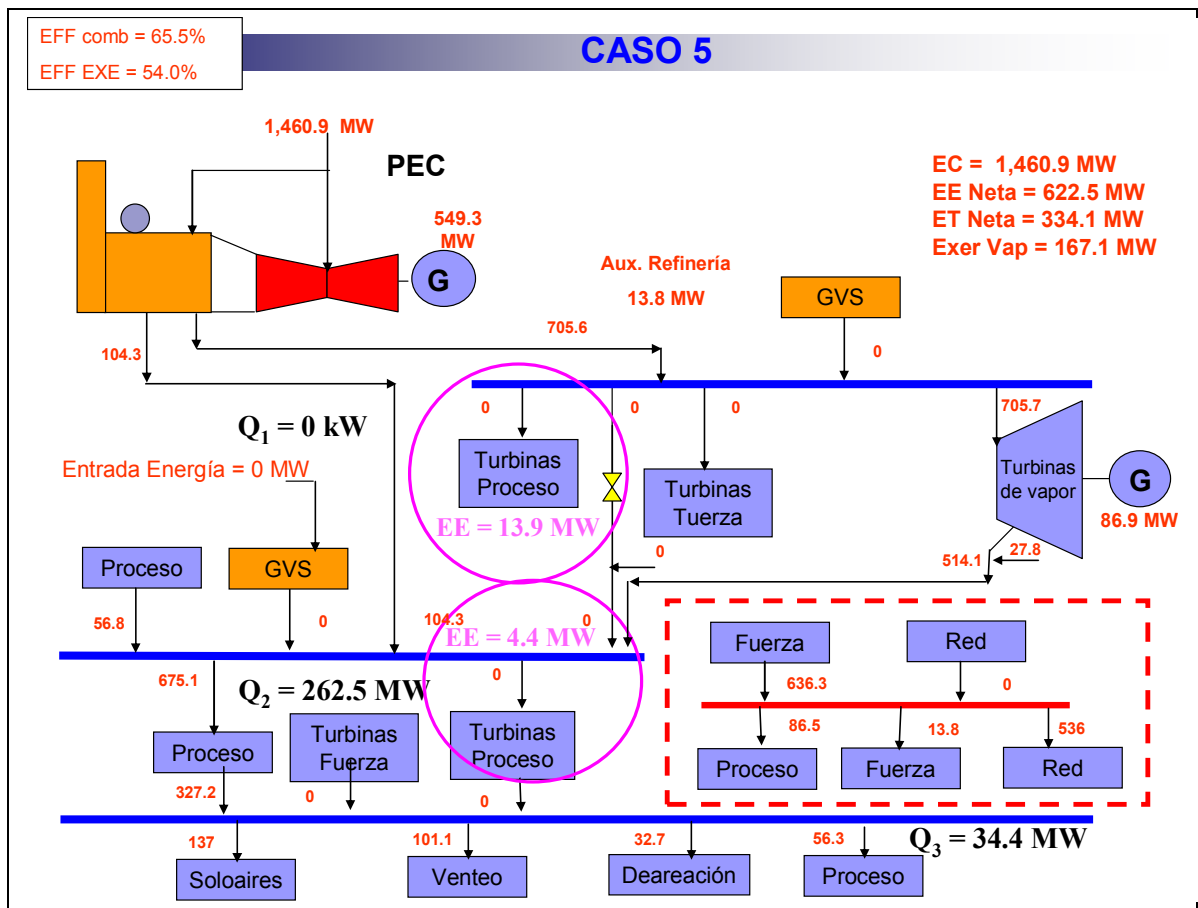 EFF comb = 65.5%
EFF EXE = 54.0%
CASO 5
1,460.9 MW
PEC
549.3
MW
G
EC = 1,460.9 MW
EE Neta = 622.5 MW
ET Neta = 334.1 MW
Exer Vap = 167.1 MW
Aux. Refinería
13.8 MW
GVS
104.3
705.6
0
0
0
0
705.7
Q1 = 0 kW
Entrada Energía = 0 MW
Turbinas
Proceso
EE = 13.9 MW
Turbinas
Tuerza
Turbinas
de vapor
G
86.9 MW
0
514.1
27.8
Proceso
GVS
56.8
0
104.3
0
EE = 4.4 MW
Fuerza
Red
636.3
0
675.1
Q2 = 262.5 MW
0
86.5
13.8
536
Proceso
Turbinas
Fuerza
Turbinas
Proceso
Proceso
Fuerza
Red
327.2
0
0
137
101.1
32.7
56.3
Q3 = 34.4 MW
Soloaires
Venteo
Deareación
Proceso